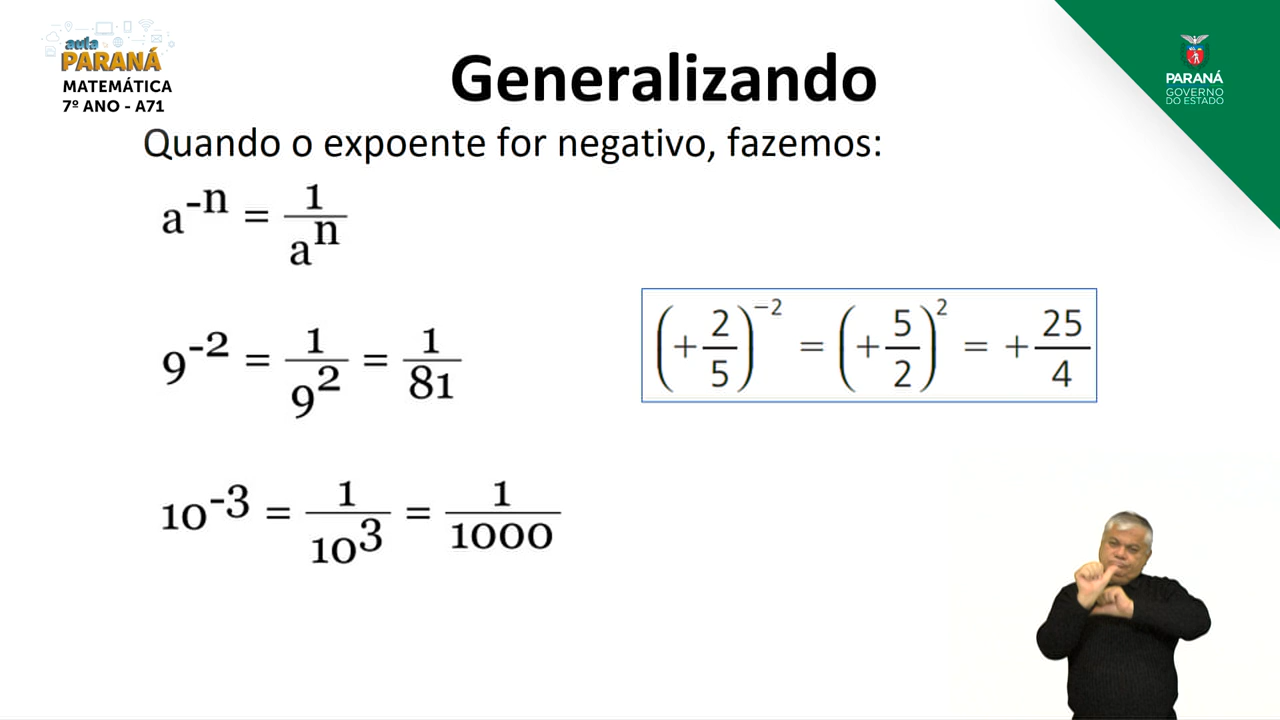 aula
PARANÁ
MATEMÁTICA
7º ANO - A71
PARANÁ
GOVERNO
DO ESTADO
Generalizando
Quando o expoente for negativo, fazemos:
a⁻ⁿ = 1/aⁿ
9⁻² = 1/9² = 1/81
(+ 2/5)⁻² = (+ 5/2)² = + 25/4
10⁻³ = 1/10³ = 1/1000